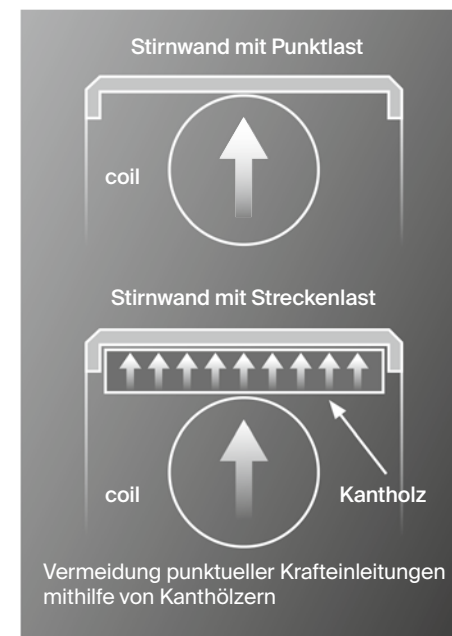 Stirnwand mit Punktlast
coil
Stirnwand mit Streckenlast
coil
Kantholz
Vermeidung punktueller Krafteinleitungen
mithilfe von Kanthölzern